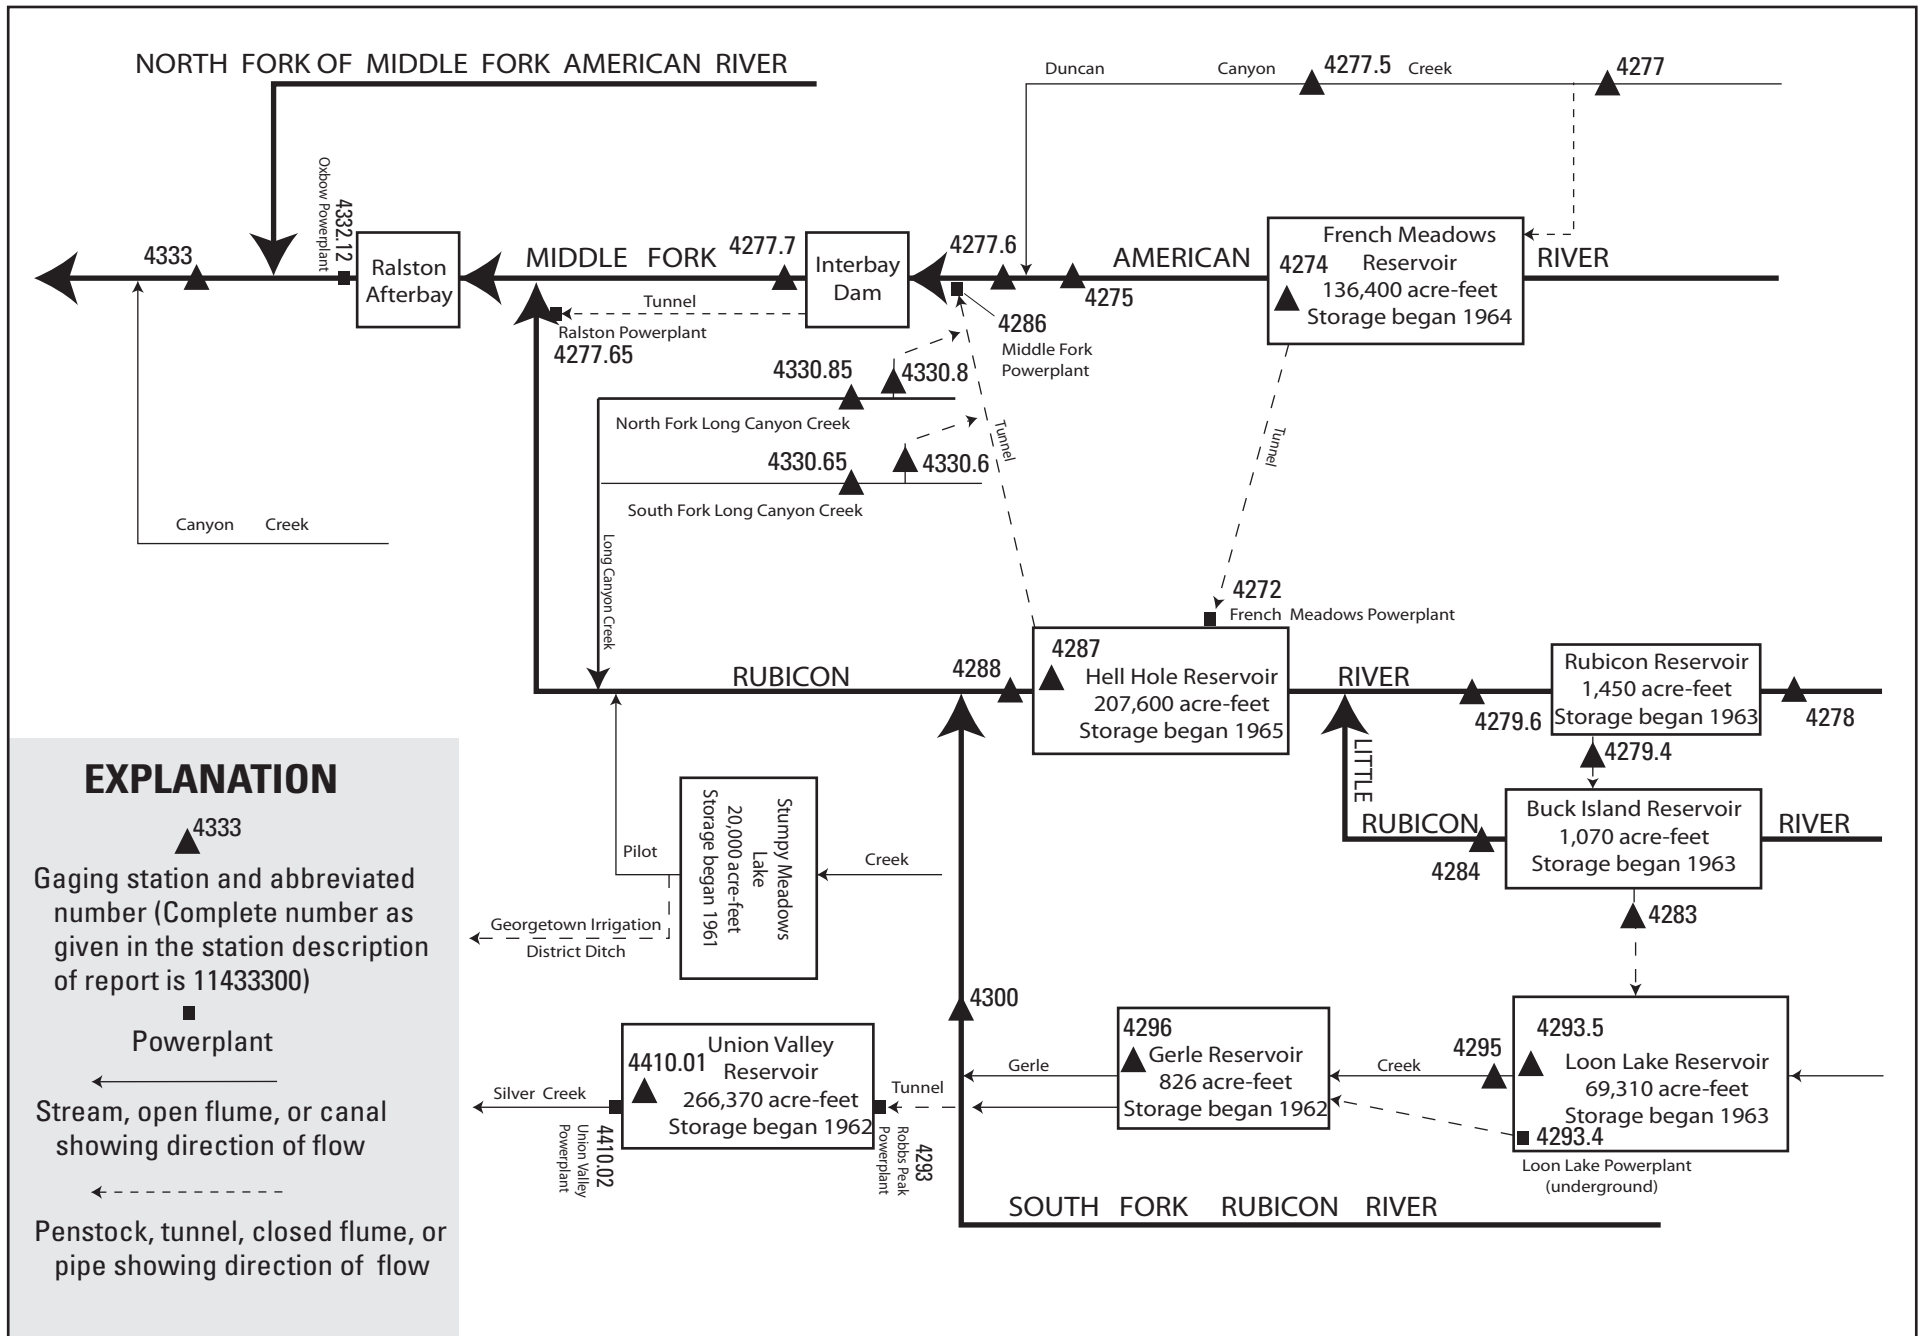 NORTH FORK OF MIDDLE FORK AMERICAN RIVER
Duncan Canyon Creek
4277.5
4277
4333
4332.12
Oxbow Powerplant
Ralston
Afterbay
MIDDLE FORK
4277.7
Interbay
Dam
4277.6
4275
AMERICAN
French Meadows
Reservoir
4274
136,400 acre-feet
Storage began 1964
RIVER
Tunnel
Ralston Powerplant
4277.65
4286
Middle Fork
Powerplant
4330.85
4330.8
North Fork Long Canyon Creek
4330.65
4330.6
South Fork Long Canyon Creek
Tunnel
Tunnel
Canyon Creek
Long Canyon Creek
4272
French Meadows Powerplant
RUBICON
4288
4287
Hell Hole Reservoir
207,600 acre-feet
Storage began 1965
RIVER
4279.6
Rubicon Reservoir
1,450 acre-feet
Storage began 1963
4278
4279.4
LITTLE
RUBICON
4284
Buck Island Reservoir
1,070 acre-feet
Storage began 1963
RIVER
4283
Stumpy Meadows
Lake
20,000 acre-feet
Storage began 1961
Pilot
Creek
Georgetown Irrigation
District Ditch
4300
4296
Gerle Reservoir
826 acre-feet
Storage began 1962
Gerle
Creek
4295
4293.5
Loon Lake Reservoir
69,310 acre-feet
Storage began 1963
4293.4
Loon Lake Powerplant
(underground)
Union Valley
Reservoir
4410.01
266,370 acre-feet
Storage began 1962
Silver Creek
4410.02
Union Valley
Powerplant
Tunnel
4293
Robbs Peak
Powerplant
SOUTH FORK RUBICON RIVER
EXPLANATION
4333
Gaging station and abbreviated
number (Complete number as
given in the station description
of report is 11433300)
Powerplant
Stream, open flume, or canal
showing direction of flow
Penstock, tunnel, closed flume, or
pipe showing direction of flow